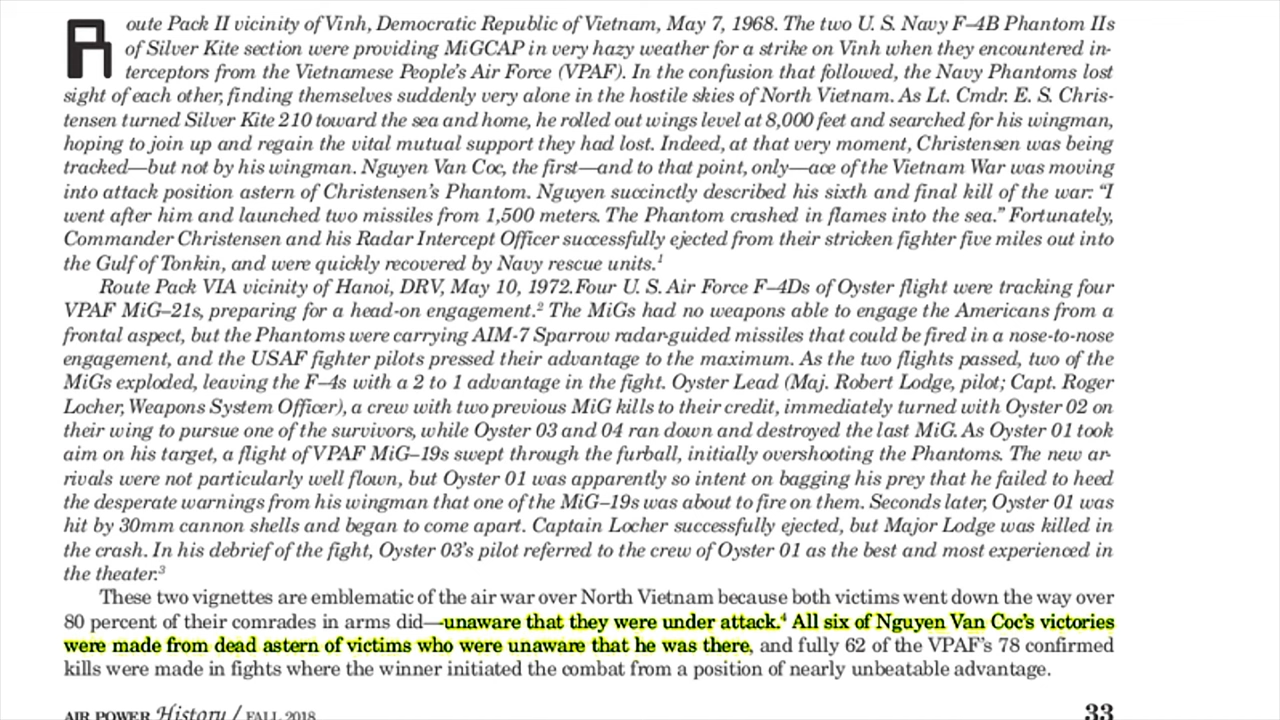 Route Pack II vicinity of Vinh, Democratic Republic of Vietnam, May 7, 1968. The two U. S. Navy F–4B Phantom IIs
of Silver Kite section were providing MiGCAP in very hazy weather for a strike on Vinh when they encountered in-
terceptors from the Vietnamese People's Air Force (VPAF). In the confusion that followed, the Navy Phantoms lost
sight of each other, finding themselves suddenly very alone in the hostile skies of North Vietnam. As Lt. Cmdr. E. S. Chris-
tensen turned Silver Kite 210 toward the sea and home, he rolled out wings level at 8,000 feet and searched for his wingman,
hoping to join up and regain the vital mutual support they had lost. Indeed, at that very moment, Christensen was being
tracked—but not by his wingman. Nguyen Van Coc, the first—and to that point, only—ace of the Vietnam War was moving
into attack position astern of Christensen's Phantom. Nguyen succinctly described his sixth and final kill of the war: "I
went after him and launched two missiles from 1,500 meters. The Phantom crashed in flames into the sea." Fortunately,
Commander Christensen and his Radar Intercept Officer successfully ejected from their stricken fighter five miles out into
the Gulf of Tonkin, and were quickly recovered by Navy rescue units.¹
Route Pack VIA vicinity of Hanoi, DRV, May 10, 1972.Four U. S. Air Force F–4Ds of Oyster flight were tracking four
VPAF MiG–21s, preparing for a head-on engagement.² The MiGs had no weapons able to engage the Americans from a
frontal aspect, but the Phantoms were carrying AIM-7 Sparrow radar-guided missiles that could be fired in a nose-to-nose
engagement, and the USAF fighter pilots pressed their advantage to the maximum. As the two flights passed, two of the
MiGs exploded, leaving the F–4s with a 2 to 1 advantage in the fight. Oyster Lead (Maj. Robert Lodge, pilot; Capt. Roger
Locher, Weapons System Officer), a crew with two previous MiG kills to their credit, immediately turned with Oyster 02 on
their wing to pursue one of the survivors, while Oyster 03 and 04 ran down and destroyed the last MiG. As Oyster 01 took
aim on his target, a flight of VPAF MiG–19s swept through the furball, initially overshooting the Phantoms. The new ar-
rivals were not particularly well flown, but Oyster 01 was apparently so intent on bagging his prey that he failed to heed
the desperate warnings from his wingman that one of the MiG–19s was about to fire on them. Seconds later, Oyster 01 was
hit by 30mm cannon shells and began to come apart. Captain Locher successfully ejected, but Major Lodge was killed in
the crash. In his debrief of the fight, Oyster 03's pilot referred to the crew of Oyster 01 as the best and most experienced in
the theater.³
These two vignettes are emblematic of the air war over North Vietnam because both victims went down the way over
80 percent of their comrades in arms did—unaware that they were under attack.⁴ All six of Nguyen Van Coc's victories
were made from dead astern of victims who were unaware that he was there, and fully 62 of the VPAF's 78 confirmed
kills were made in fights where the winner initiated the combat from a position of nearly unbeatable advantage.
AIR POWER History / FALL 2018 33